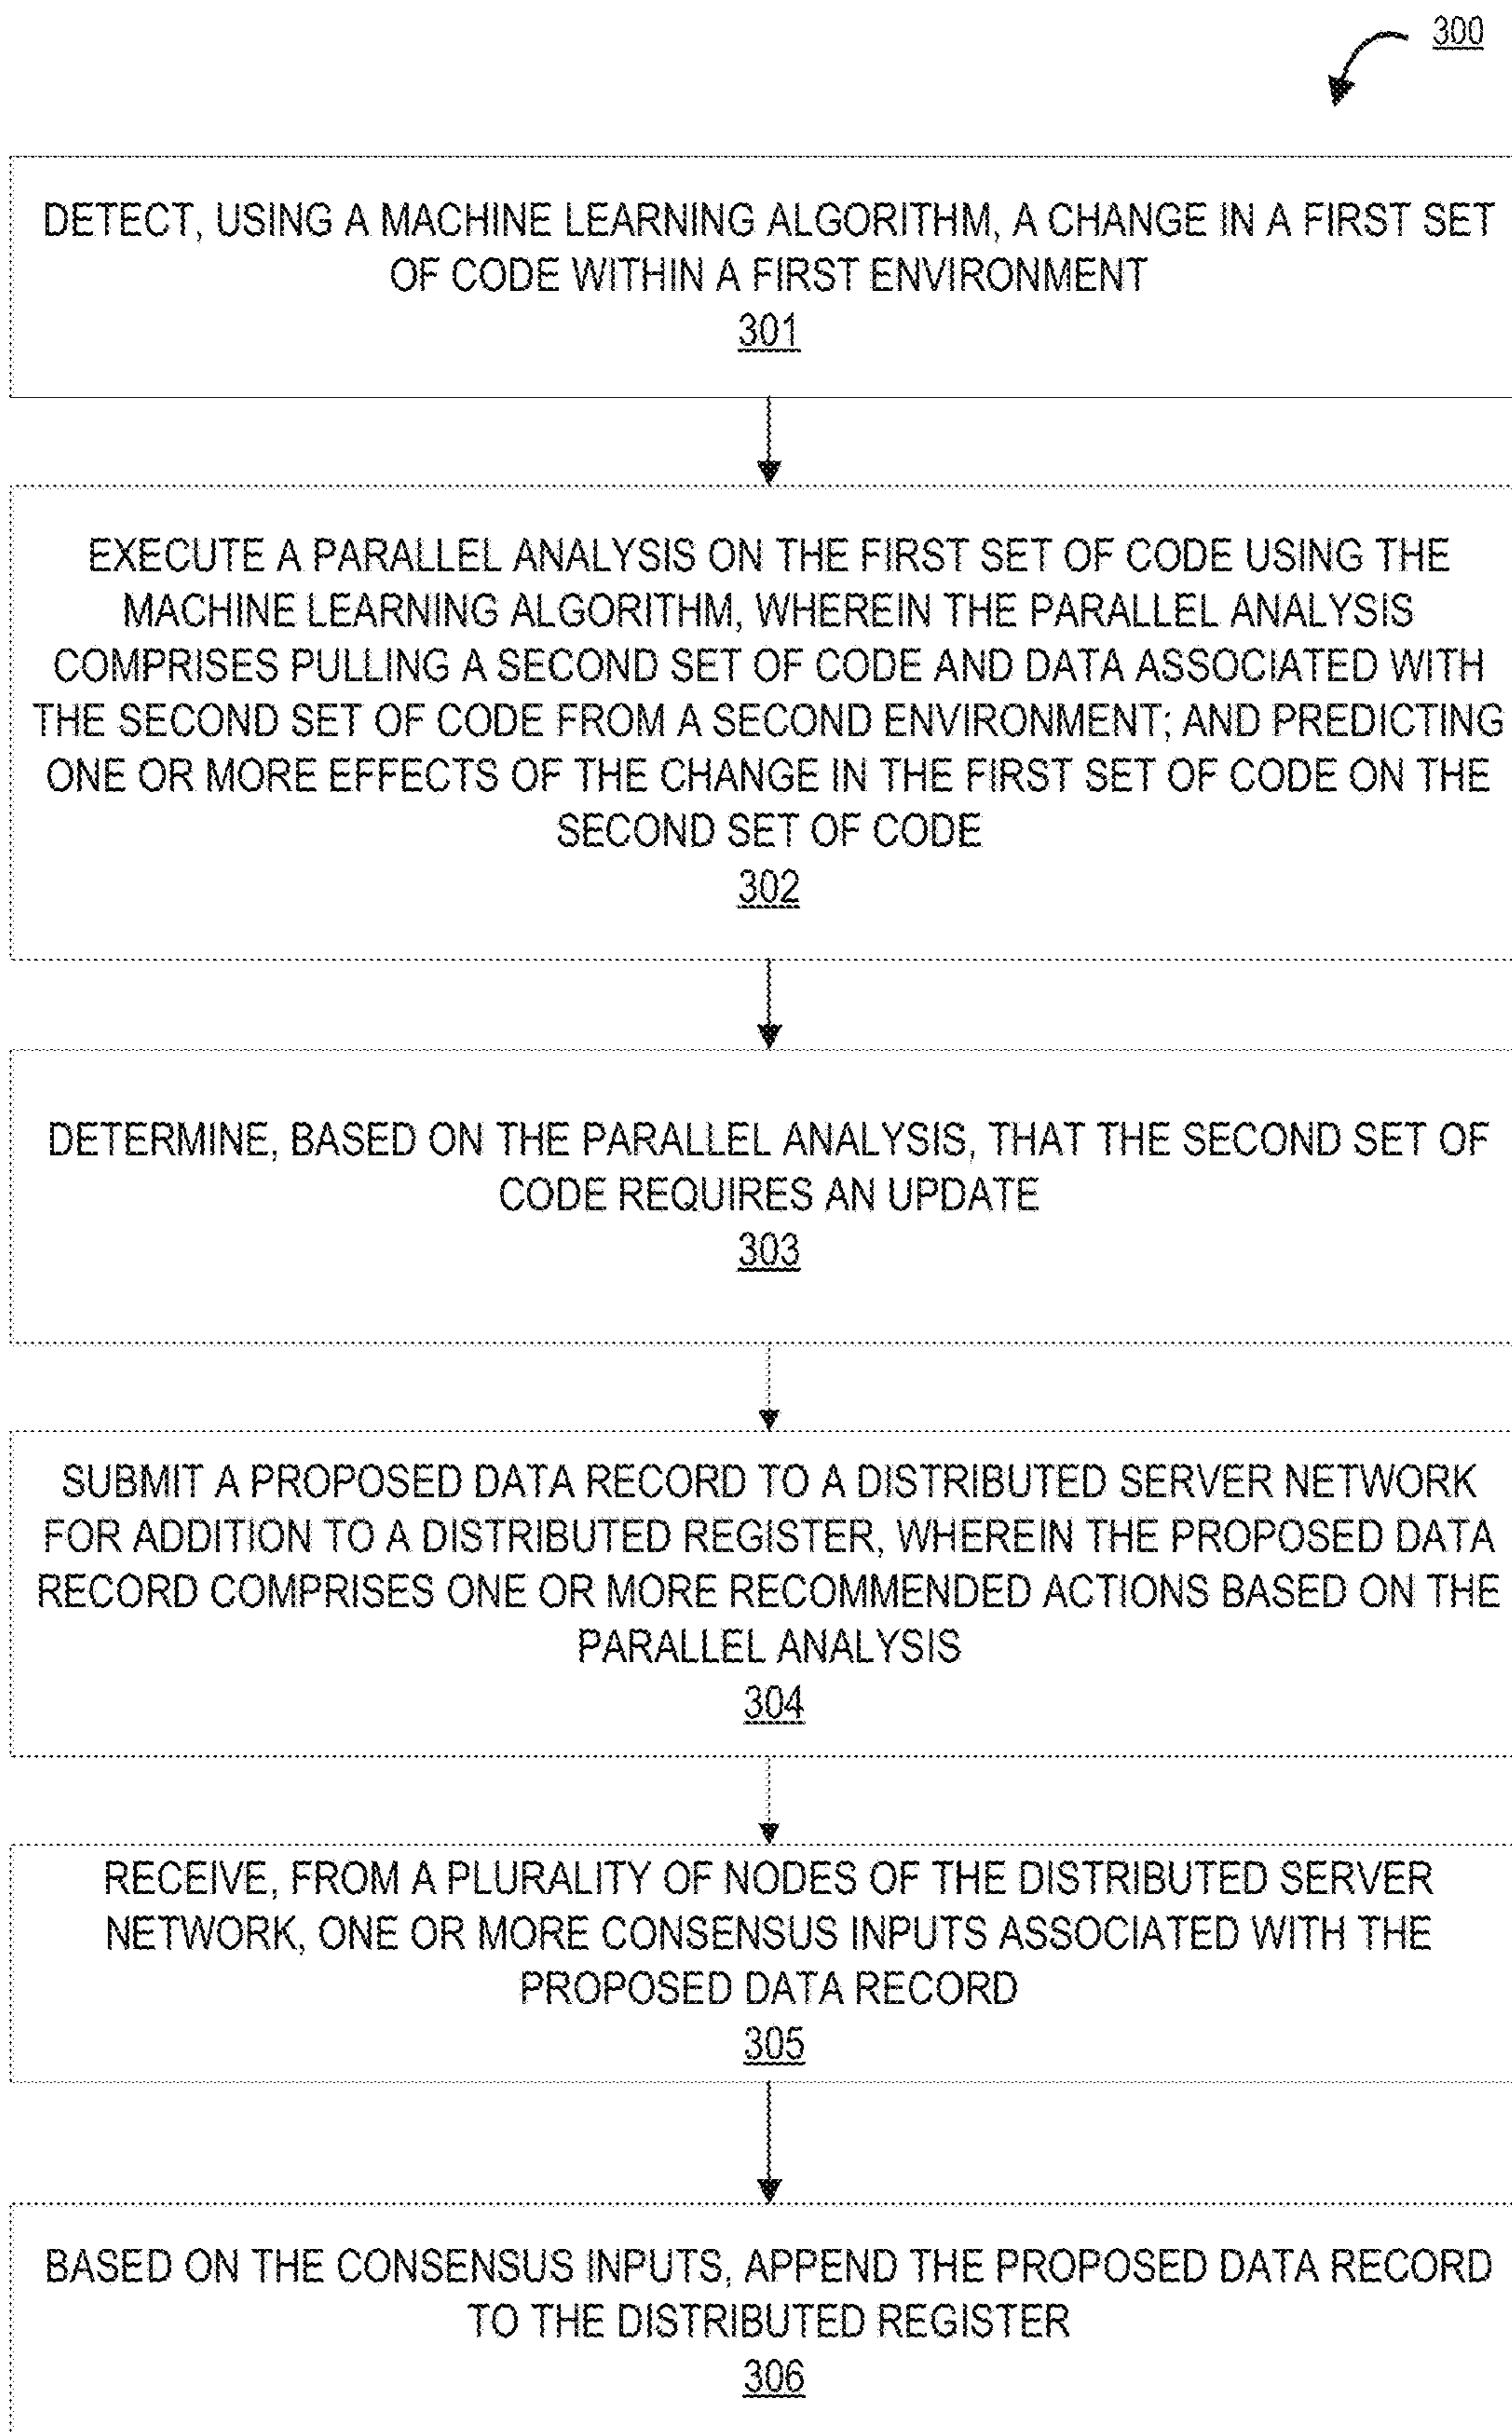 300
DETECT, USING A MACHINE LEARNING ALGORITHM, A CHANGE IN A FIRST SET
OF CODE WITHIN A FIRST ENVIRONMENT
301
EXECUTE A PARALLEL ANALYSIS ON THE FIRST SET OF CODE USING THE
MACHINE LEARNING ALGORITHM, WHEREIN THE PARALLEL ANALYSIS
COMPRISES PULLING A SECOND SET OF CODE AND DATA ASSOCIATED WITH
THE SECOND SET OF CODE FROM A SECOND ENVIRONMENT; AND PREDICTING
ONE OR MORE EFFECTS OF THE CHANGE IN THE FIRST SET OF CODE ON THE
SECOND SET OF CODE
302
DETERMINE, BASED ON THE PARALLEL ANALYSIS, THAT THE SECOND SET OF
CODE REQUIRES AN UPDATE
303
SUBMIT A PROPOSED DATA RECORD TO A DISTRIBUTED SERVER NETWORK
FOR ADDITION TO A DISTRIBUTED REGISTER, WHEREIN THE PROPOSED DATA
RECORD COMPRISES ONE OR MORE RECOMMENDED ACTIONS BASED ON THE
PARALLEL ANALYSIS
304
RECEIVE, FROM A PLURALITY OF NODES OF THE DISTRIBUTED SERVER
NETWORK, ONE OR MORE CONSENSUS INPUTS ASSOCIATED WITH THE
PROPOSED DATA RECORD
305
BASED ON THE CONSENSUS INPUTS, APPEND THE PROPOSED DATA RECORD
TO THE DISTRIBUTED REGISTER
306